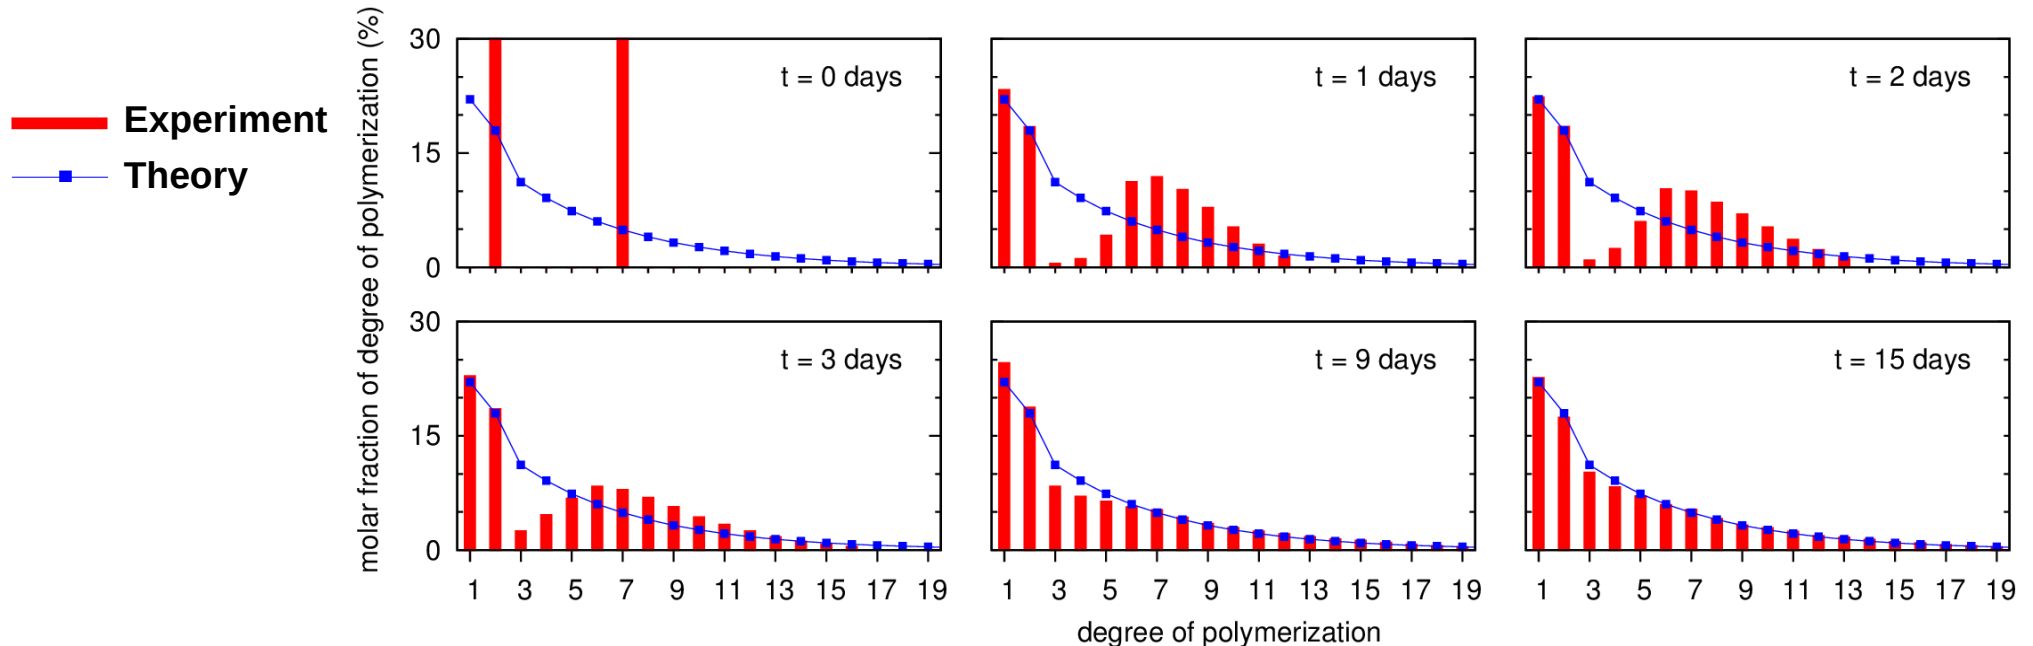 Experiment
Theory
molar fraction of degree of polymerization (%)
30
15
0
t = 0 days
t = 1 days
t = 2 days
30
15
0
t = 3 days
t = 9 days
t = 15 days
1 3 5 7 9 11 13 15 17 19
1 3 5 7 9 11 13 15 17 19
1 3 5 7 9 11 13 15 17 19
degree of polymerization